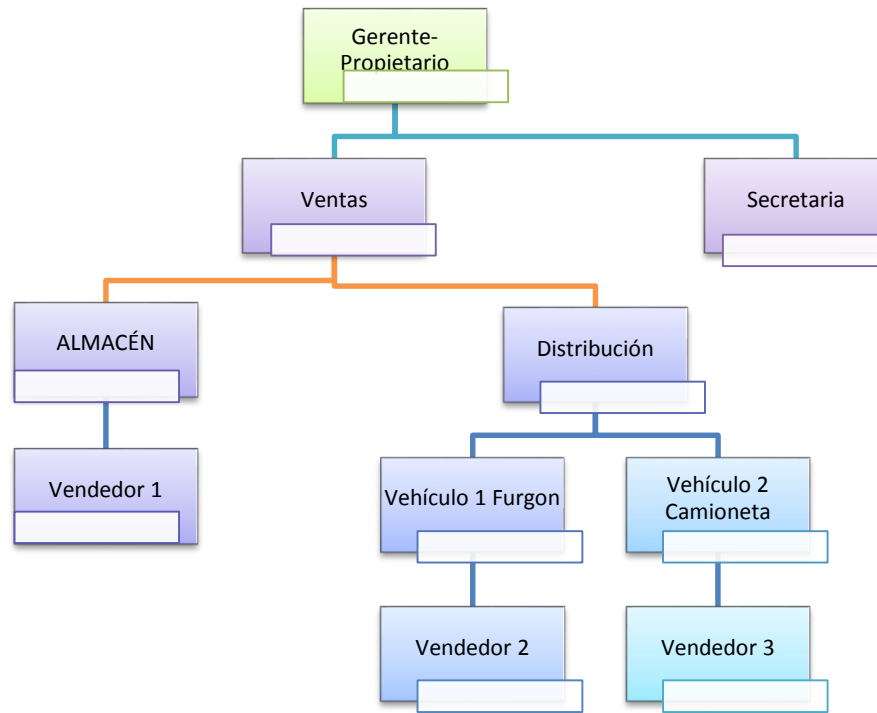 Gerente-
Propietario
Ventas
Secretaria
ALMACÉN
Distribución
Vendedor 1
Vehículo 1 Furgon
Vehículo 2
Camioneta
Vendedor 2
Vendedor 3